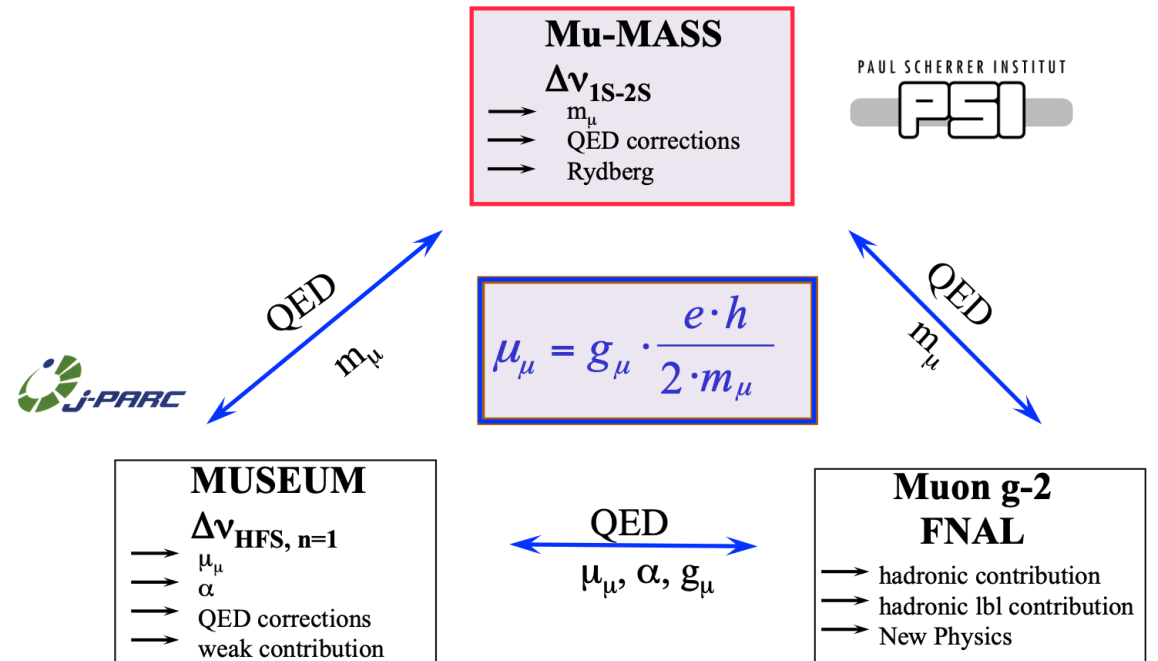 Mu-MASS
Δν1S-2S
mμ
QED corrections
Rydberg
PAUL SCHERRER INSTITUT
PSI
QED
mμ
QED
mμ
μμ = gμ · e·h / 2·mμ
j-PARC
MUSEUM
ΔνHFS, n=1
μμ
α
QED corrections
weak contribution
QED
μμ, α, gμ
Muon g-2
FNAL
hadronic contribution
hadronic lbl contribution
New Physics